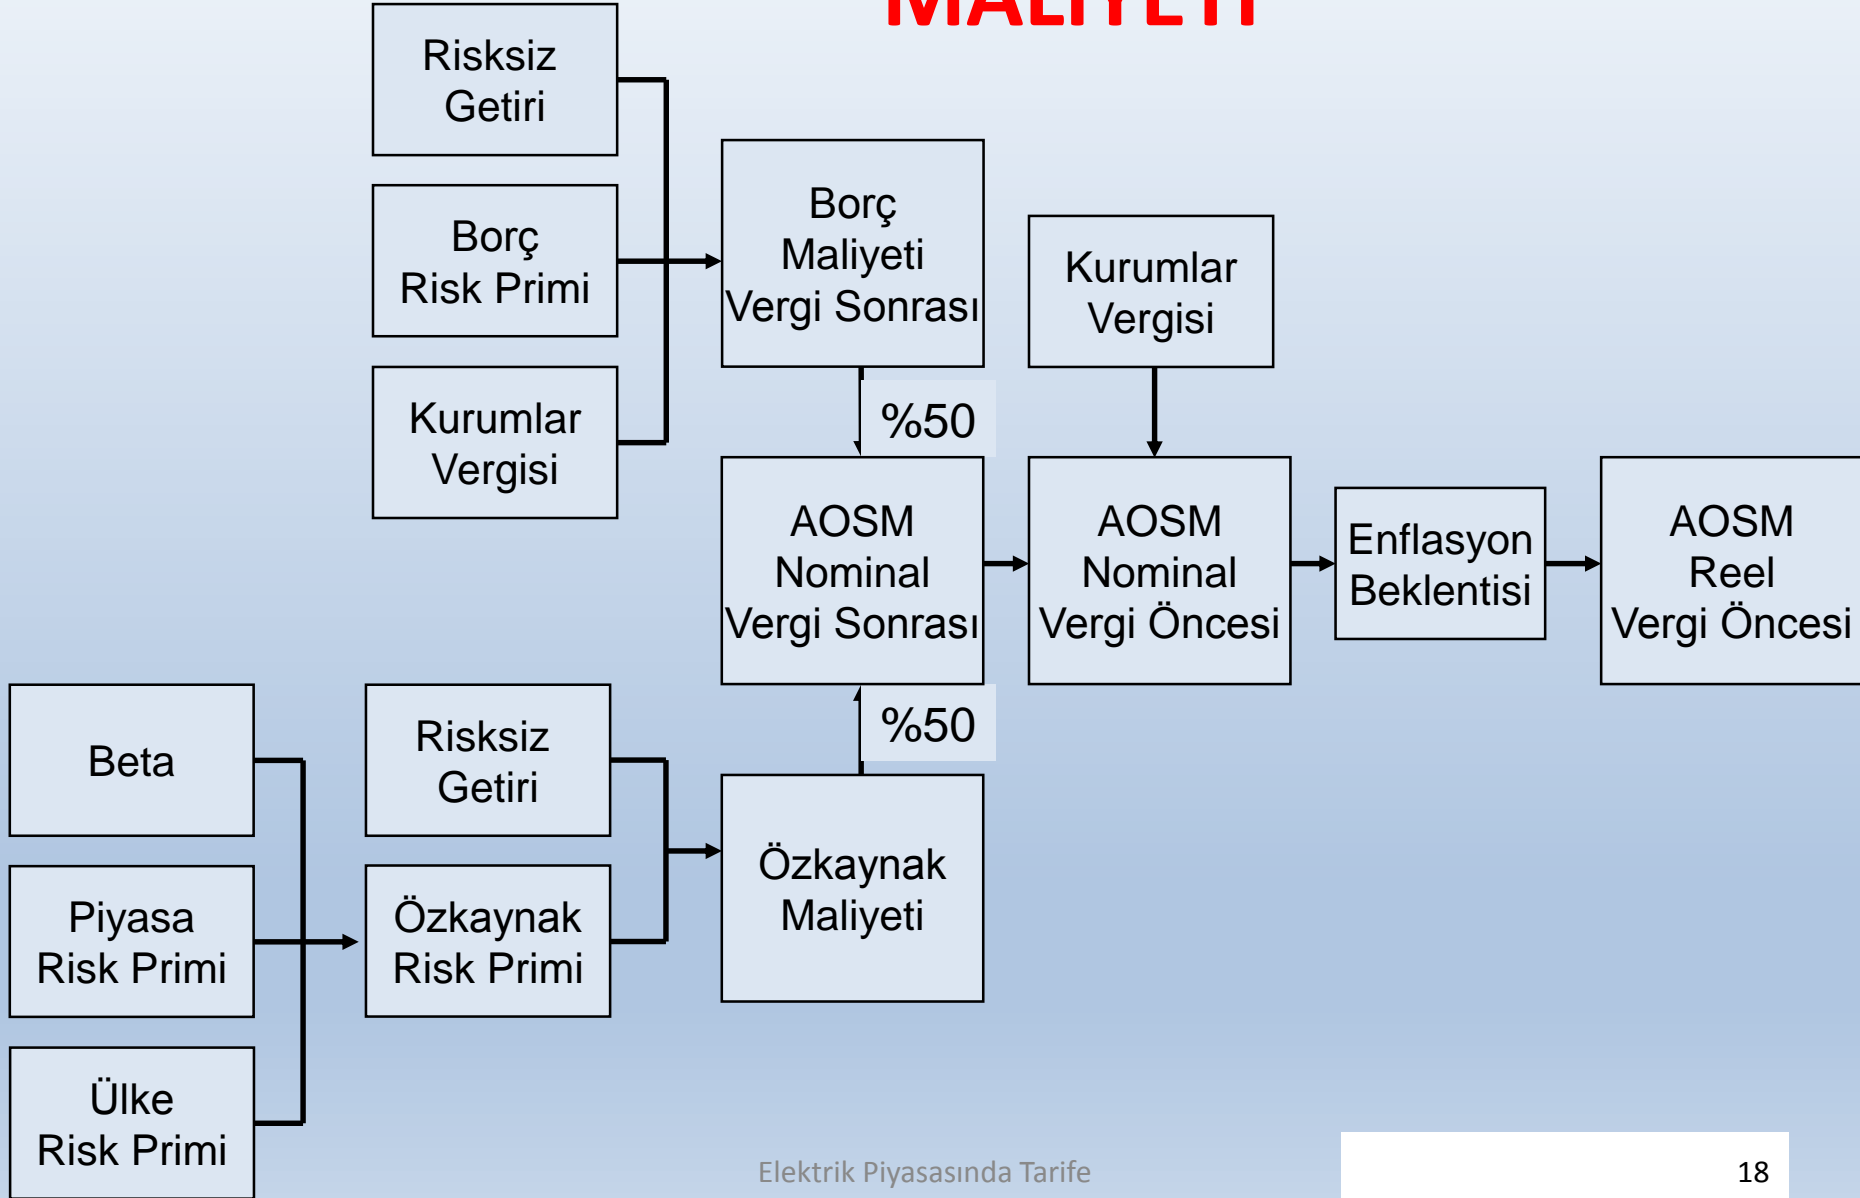 MALİYETİ
Risksiz
Getiri
Borç
Risk Primi
Kurumlar
Vergisi
Borç
Maliyeti
Vergi Sonrası
Kurumlar
Vergisi
%50
AOSM
Nominal
Vergi Sonrası
AOSM
Nominal
Vergi Öncesi
Enflasyon
Beklentisi
AOSM
Reel
Vergi Öncesi
%50
Beta
Piyasa
Risk Primi
Ülke
Risk Primi
Risksiz
Getiri
Özkaynak
Risk Primi
Özkaynak
Maliyeti
Elektrik Piyasasında Tarife
18